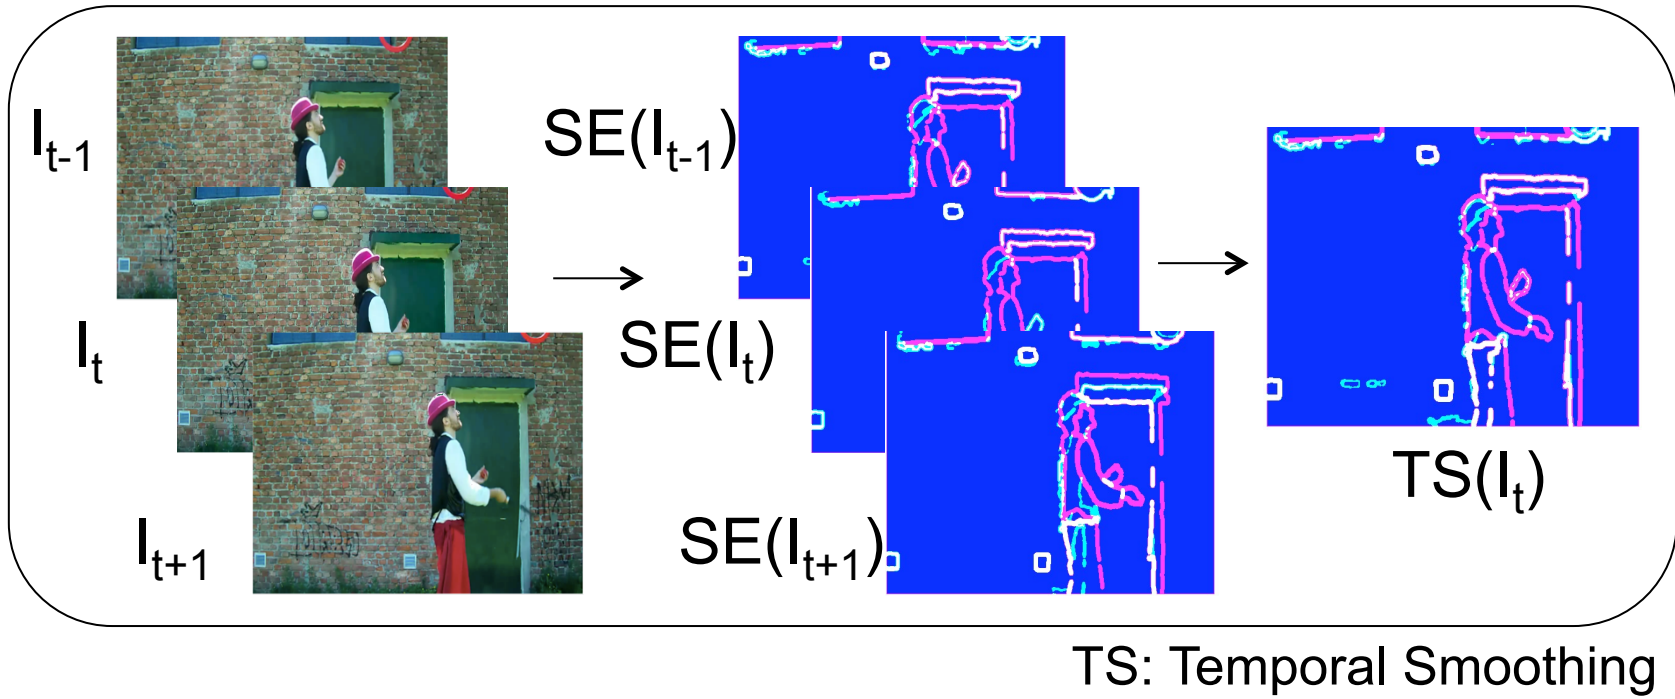 I_{t-1}
SE(I_{t-1})
I_t
SE(I_t)
TS(I_t)
I_{t+1}
SE(I_{t+1})
TS: Temporal Smoothing